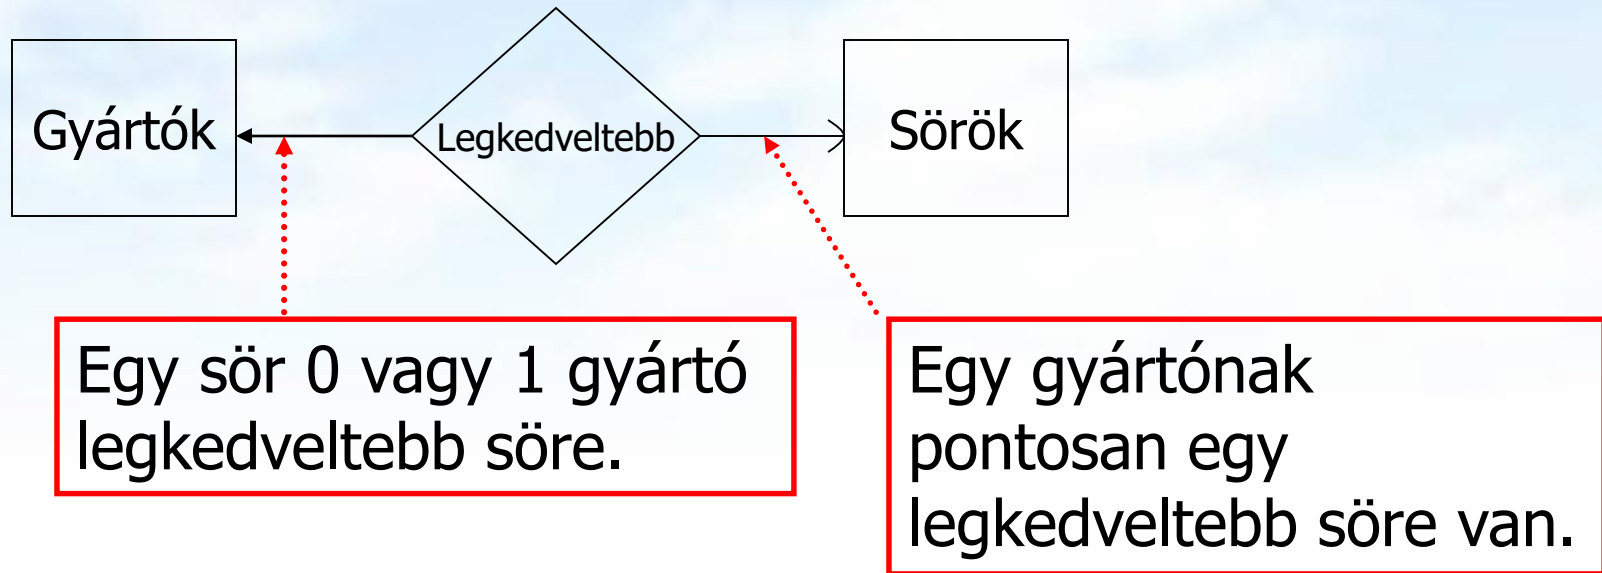 Gyártók
Legkedveltebb
Sörök
Egy sör 0 vagy 1 gyártó
legkedveltebb söre.
Egy gyártónak
pontosan egy
legkedveltebb söre van.